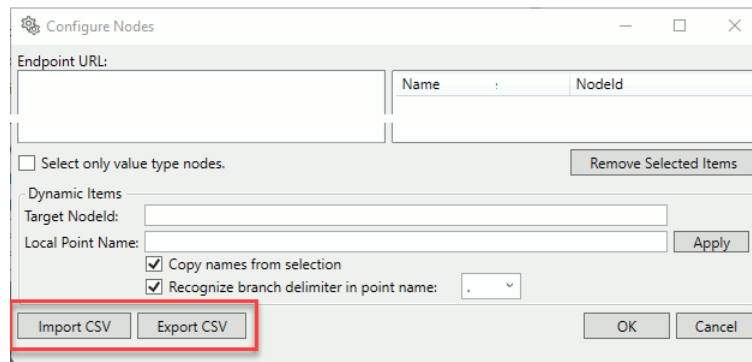 Configure Nodes
Endpoint URL:
Name NodeId
Select only value type nodes.
Remove Selected Items
Dynamic Items
Target NodeId:
Local Point Name:
Apply
Copy names from selection
Recognize branch delimiter in point name: .
Import CSV Export CSV OK Cancel